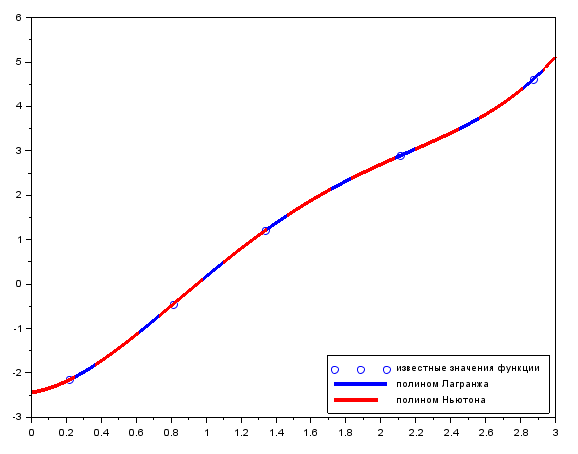 6
5
4
3
2
1
0
-1
-2
-3
0 0.2 0.4 0.6 0.8 1 1.2 1.4 1.6 1.8 2 2.2 2.4 2.6 2.8 3
известные значения функции
полином Лагранжа
полином Ньютона